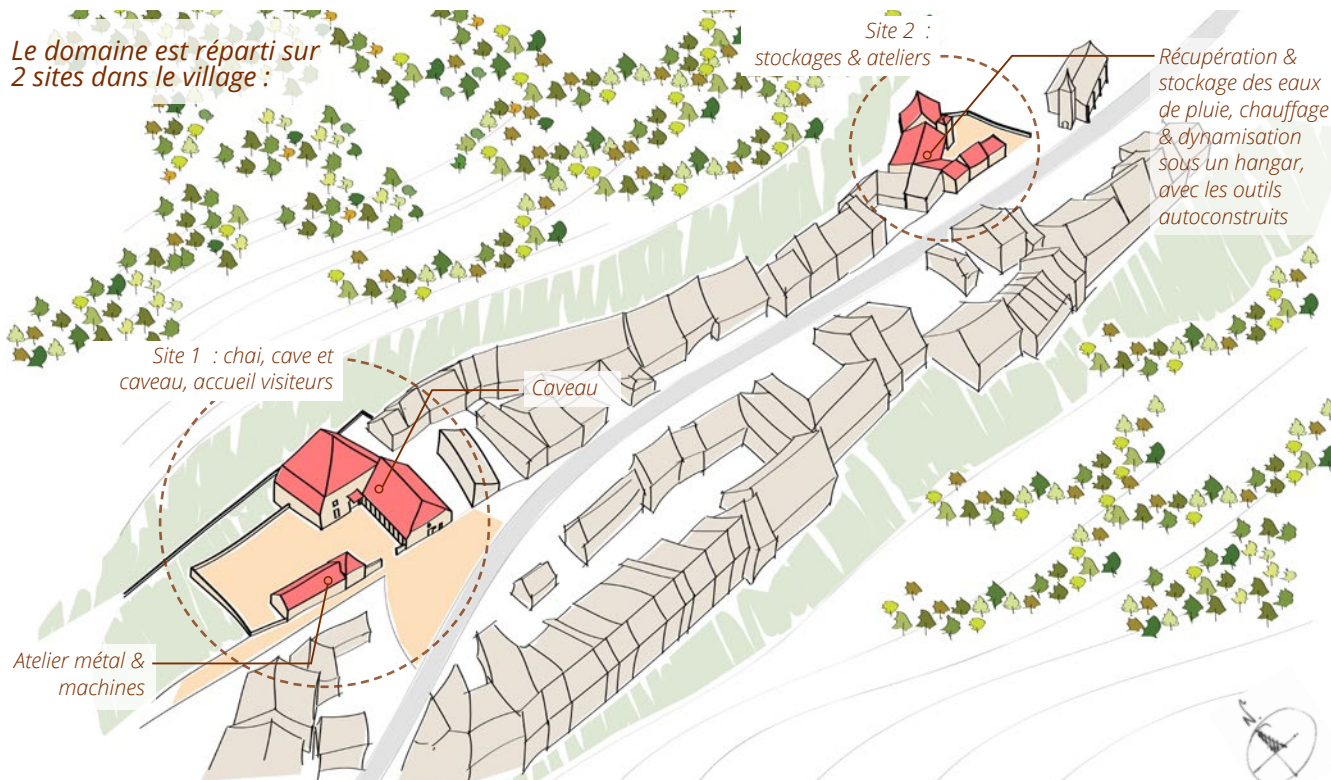 Le domaine est réparti sur
2 sites dans le village :
Site 2 :
stockages & ateliers
Récupération &
stockage des eaux
de pluie, chauffage
& dynamisation
sous un hangar,
avec les outils
autoconstruits
Site 1 : chai, cave et
caveau, accueil visiteurs
Caveau
Atelier métal &
machines
N